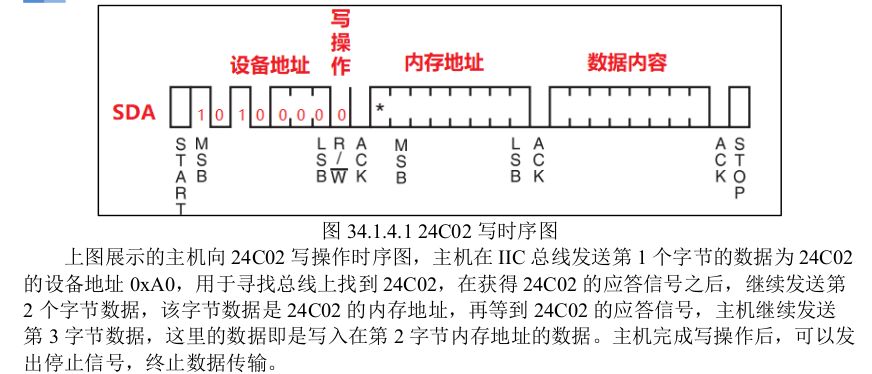 写操作
设备地址
内存地址
数据内容
SDA
1 0 1 0 0 0 0 0
*
START
MSB
LSB
R/W
ACK
MSB
LSB
ACK
ACK
STOP
图 34.1.4.1 24C02 写时序图
上图展示的主机向 24C02 写操作时序图，主机在 IIC 总线发送第 1 个字节的数据为 24C02
的设备地址 0xA0，用于寻找总线上找到 24C02，在获得 24C02 的应答信号之后，继续发送第
2 个字节数据，该字节数据是 24C02 的内存地址，再等到 24C02 的应答信号，主机继续发送
第 3 字节数据，这里的数据即是写入在第 2 字节内存地址的数据。主机完成写操作后，可以发
出停止信号，终止数据传输。